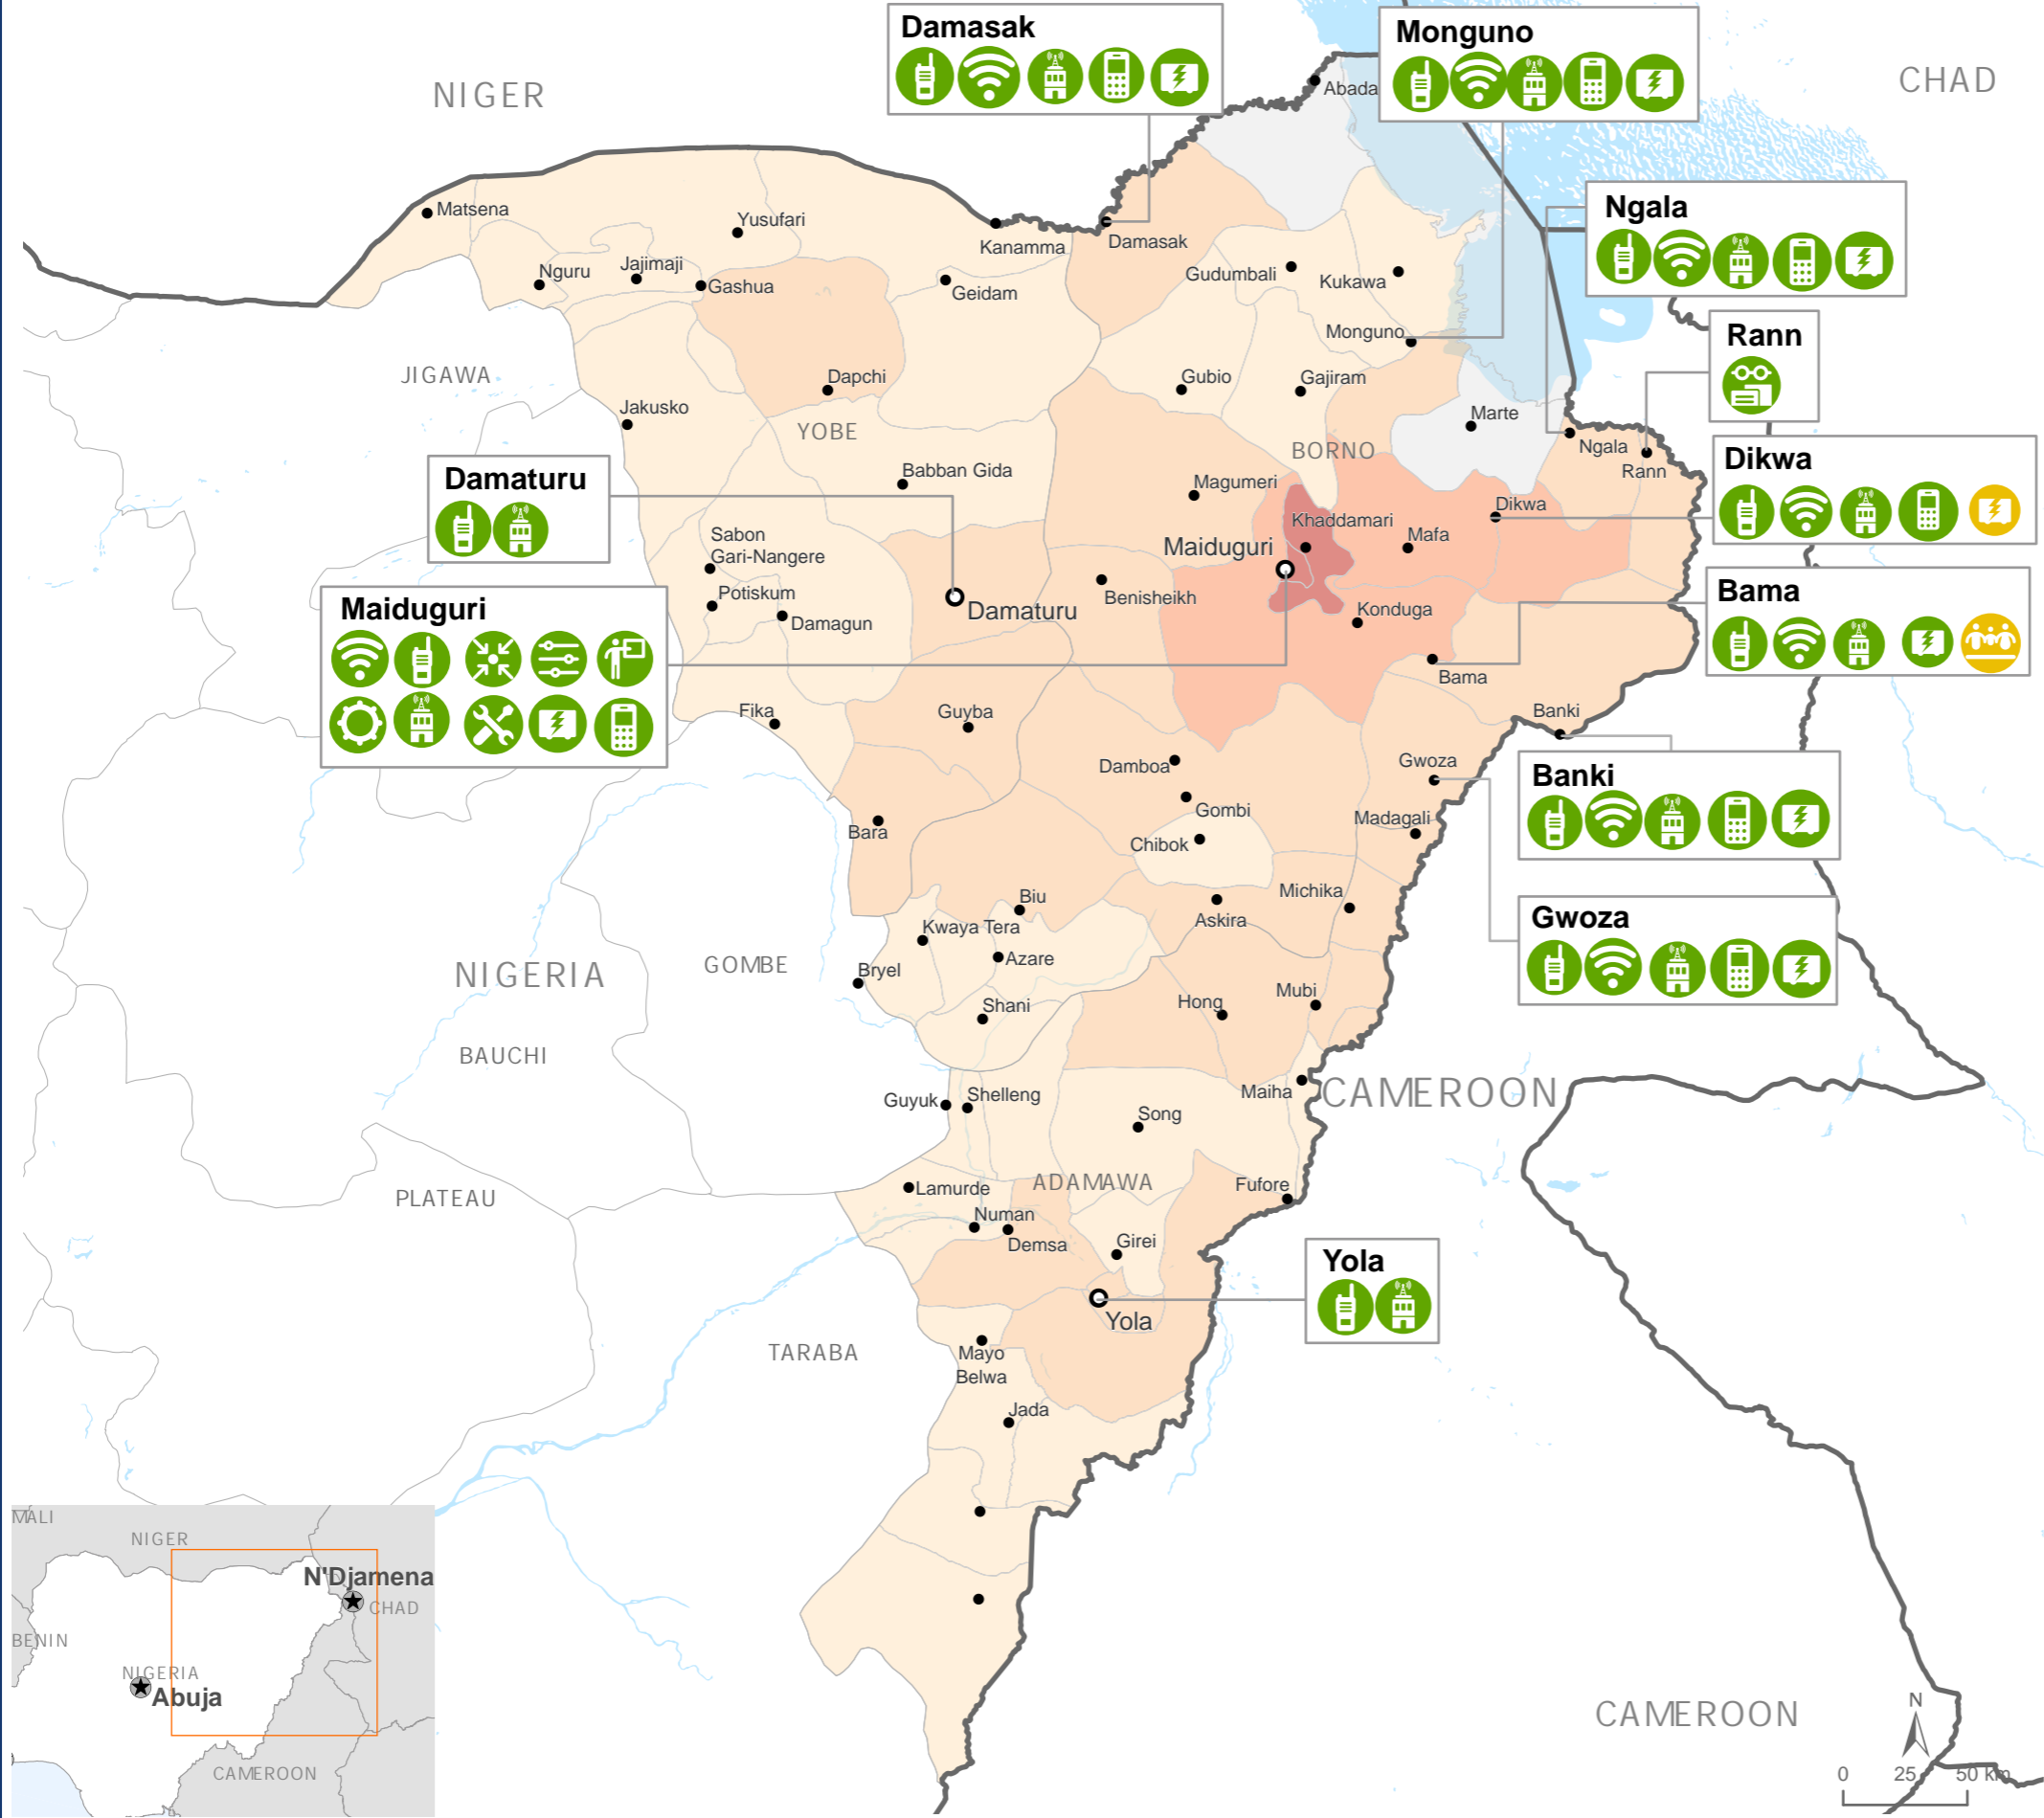 Damasak
Monguno
NIGER
CHAD
Abada
Ngala
Matsena
Yusufari
Kanamma
Damasak
Nguru
Jajimaji
Gashua
Geidam
Gudumbali
Kukawa
Monguno
Rann
JIGAWA
Dapchi
Gubio
Gajiram
Jakusko
YOBE
Marte
BORNO
Ngala
Rann
Dikwa
Damaturu
Babban Gida
Magumeri
Dikwa
Khaddamari
Mafa
Sabon
Gari-Nangere
Maiduguri
Bama
Potiskum
Damagun
Damaturu
Benisheikh
Konduga
Maiduguri
Bama
Fika
Guyba
Banki
Damboa
Gwoza
Banki
Gombi
Bara
Chibok
Madagali
Biu
Askira
Michika
Gwoza
Kwaya Tera
Azare
NIGERIA
GOMBE
Bryel
Shani
Hong
Mubi
BAUCHI
Guyuk
Shelleng
Maiha
CAMEROON
Song
PLATEAU
Lamurde
ADAMAWA
Fufore
Numan
Demsa
Girei
Yola
Yola
TARABA
Mayo
Belwa
Jada
MALI
NIGER
N'Djamena
CHAD
BENIN
NIGERIA
Abuja
CAMEROON
CAMEROON
N
0 25 50 km